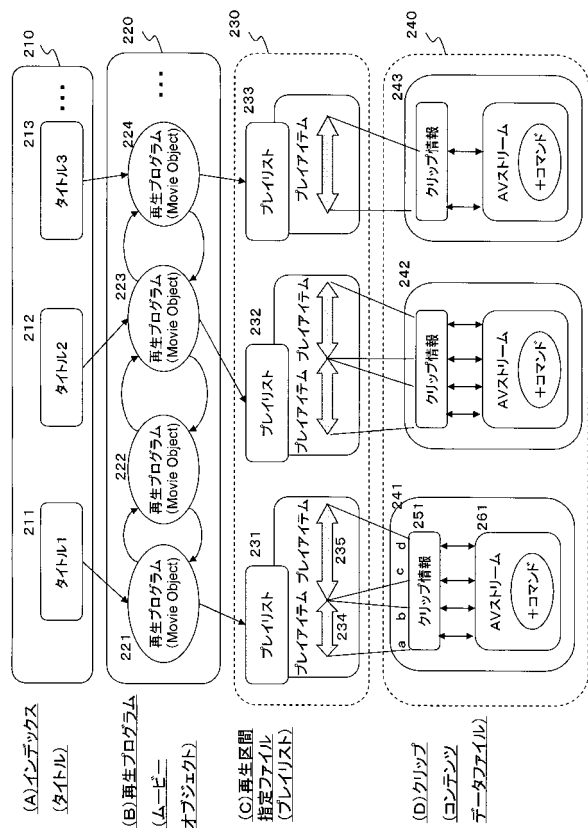 (A)インデックス
(タイトル)
210
211
タイトル1
212
タイトル2
213
タイトル3
・・・
(B)再生プログラム
(ムービー
オブジェクト)
220
221
再生プログラム
(Movie Object)
222
再生プログラム
(Movie Object)
223
再生プログラム
(Movie Object)
224
再生プログラム
(Movie Object)
・・・
(C)再生区間
指定ファイル
(プレイリスト)
230
231
プレイリスト
プレイアイテム プレイアイテム
234
235
232
プレイリスト
プレイアイテム プレイアイテム
233
プレイリスト
プレイアイテム
(D)クリップ
(コンテンツ
データファイル)
240
241
a b c d
251
クリップ情報
261
AVストリーム
+コマンド
242
クリップ情報
AVストリーム
+コマンド
243
クリップ情報
AVストリーム
+コマンド